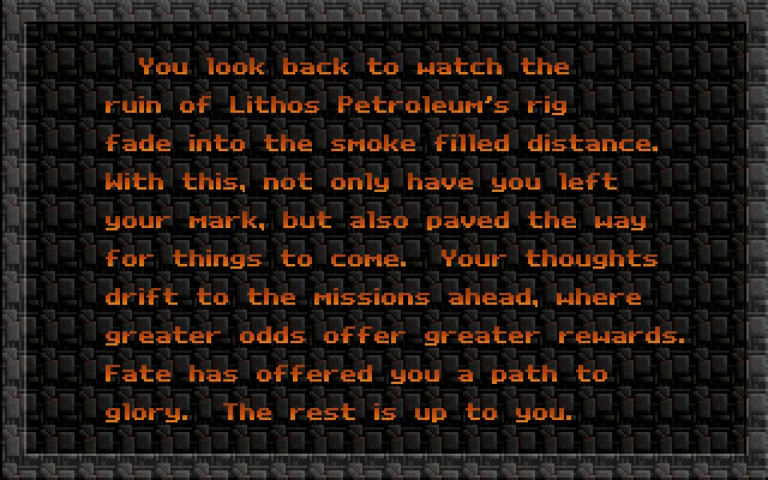 You look back to watch the
ruin of Lithos Petroleum's rig
fade into the smoke filled distance.
With this, not only have you left
your mark, but also paved the way
for things to come.  Your thoughts
drift to the missions ahead, where
greater odds offer greater rewards.
Fate has offered you a path to
glory.  The rest is up to you.